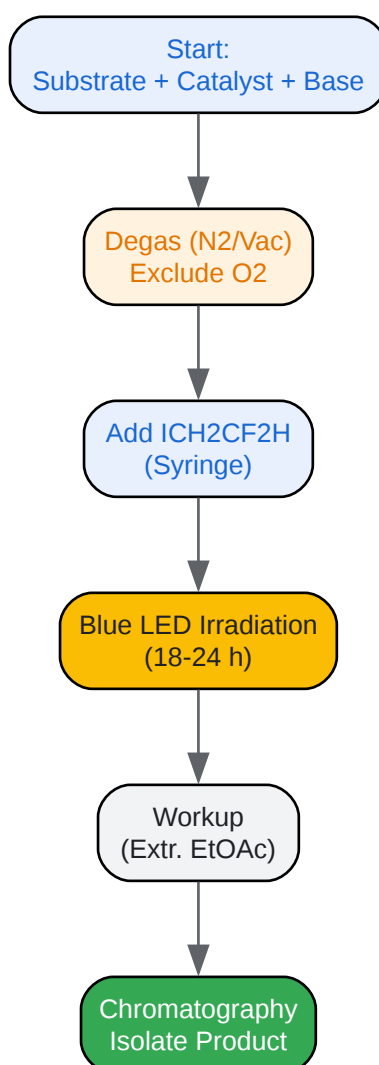 Start:
Substrate + Catalyst + Base
Degas (N2/Vac)
Exclude O2
Add ICH2CF2H
(Syringe)
Blue LED Irradiation
(18-24 h)
Workup
(Extr. EtOAc)
Chromatography
Isolate Product